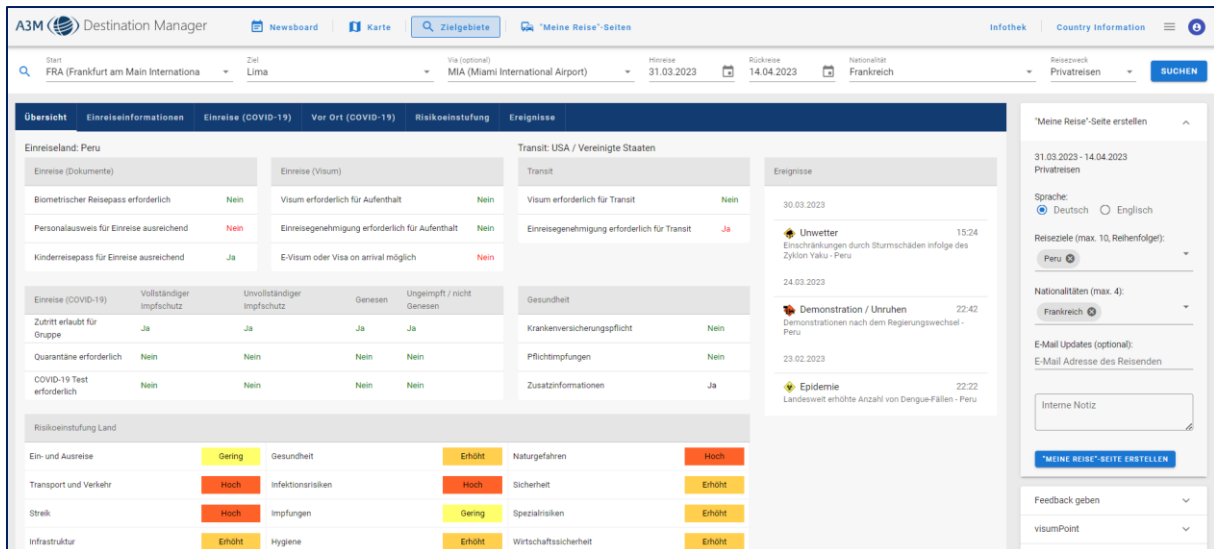 A3M Destination Manager
Newsboard
Karte
Zielgebiete
"Meine Reise"-Seiten
Infothek
Country Information
Start
FRA (Frankfurt am Main Internationa
Ziel
Lima
Via (optional)
MIA (Miami International Airport)
Hinreise
31.03.2023
Rückreise
14.04.2023
Nationalität
Frankreich
Reisezweck
Privatreisen
SUCHEN
Übersicht
Einreiseinformationen
Einreise (COVID-19)
Vor Ort (COVID-19)
Risikoeinstufung
Ereignisse
Einreiseland: Peru
Einreise (Dokumente)
Biometrischer Reisepass erforderlich Nein
Personalausweis für Einreise ausreichend Nein
Kinderreisepass für Einreise ausreichend Ja
Einreise (Visum)
Visum erforderlich für Aufenthalt Nein
Einreisegenehmigung erforderlich für Aufenthalt Nein
E-Visum oder Visa on arrival möglich Nein
Transit: USA / Vereinigte Staaten
Transit
Visum erforderlich für Transit Nein
Einreisegenehmigung erforderlich für Transit Ja
Einreise (COVID-19)
Vollständiger
Impfschutz
Unvollständiger
Impfschutz
Genesen
Ungeimpft / nicht
Genesen
Zutritt erlaubt für
Gruppe
Ja Ja Ja Ja
Quarantäne erforderlich Nein Nein Nein Nein
COVID-19 Test
erforderlich
Nein Nein Nein Nein
Gesundheit
Krankenversicherungspflicht Nein
Pflichtimpfungen Nein
Zusatzinformationen Ja
Ereignisse
30.03.2023
Unwetter 15:24
Einschränkungen durch Sturmschäden infolge des
Zyklon Yaku - Peru
24.03.2023
Demonstration / Unruhen 22:42
Demonstrationen nach dem Regierungswechsel -
Peru
23.02.2023
Epidemie 22:22
Landesweit erhöhte Anzahl von Dengue-Fällen - Peru
Risikoeinstufung Land
Ein- und Ausreise Gering Gesundheit Erhöht Naturgefahren Hoch
Transport und Verkehr Hoch Infektionsrisiken Hoch Sicherheit Erhöht
Streik Hoch Impfungen Gering Spezialrisiken Erhöht
Infrastruktur Erhöht Hygiene Erhöht Wirtschaftssicherheit Erhöht
"Meine Reise"-Seite erstellen
31.03.2023 - 14.04.2023
Privatreisen
Sprache:
Deutsch Englisch
Reiseziele (max. 10, Reihenfolge!):
Peru
Nationalitäten (max. 4):
Frankreich
E-Mail Updates (optional):
E-Mail Adresse des Reisenden
Interne Notiz
"MEINE REISE"-SEITE ERSTELLEN
Feedback geben
visumPoint